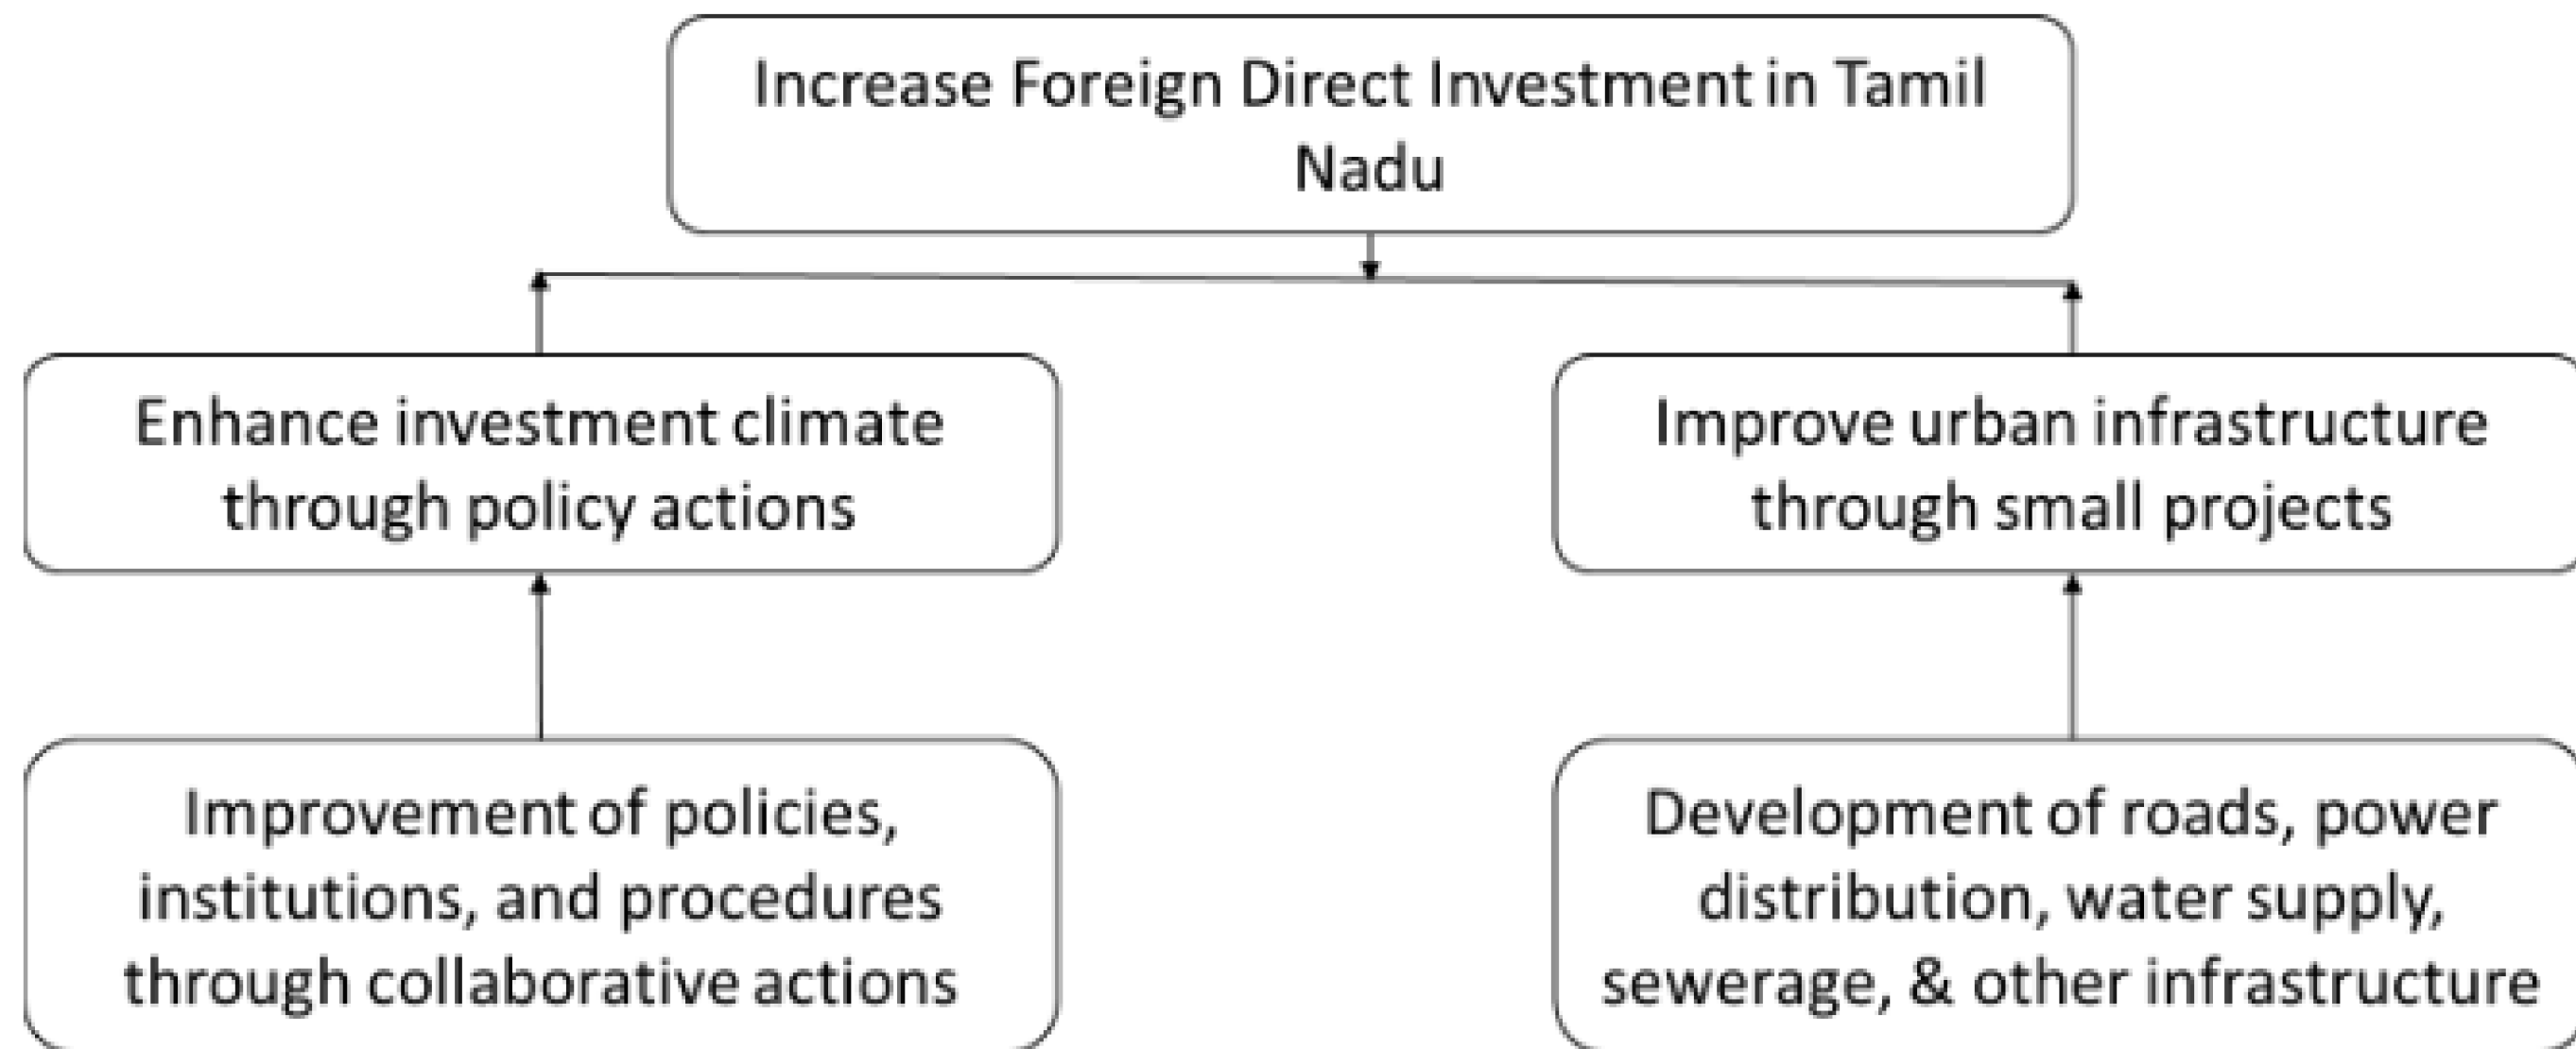 Increase Foreign Direct Investment in Tamil
Nadu
Enhance investment climate
through policy actions
Improve urban infrastructure
through small projects
Improvement of policies,
institutions, and procedures
through collaborative actions
Development of roads, power
distribution, water supply,
sewerage, & other infrastructure